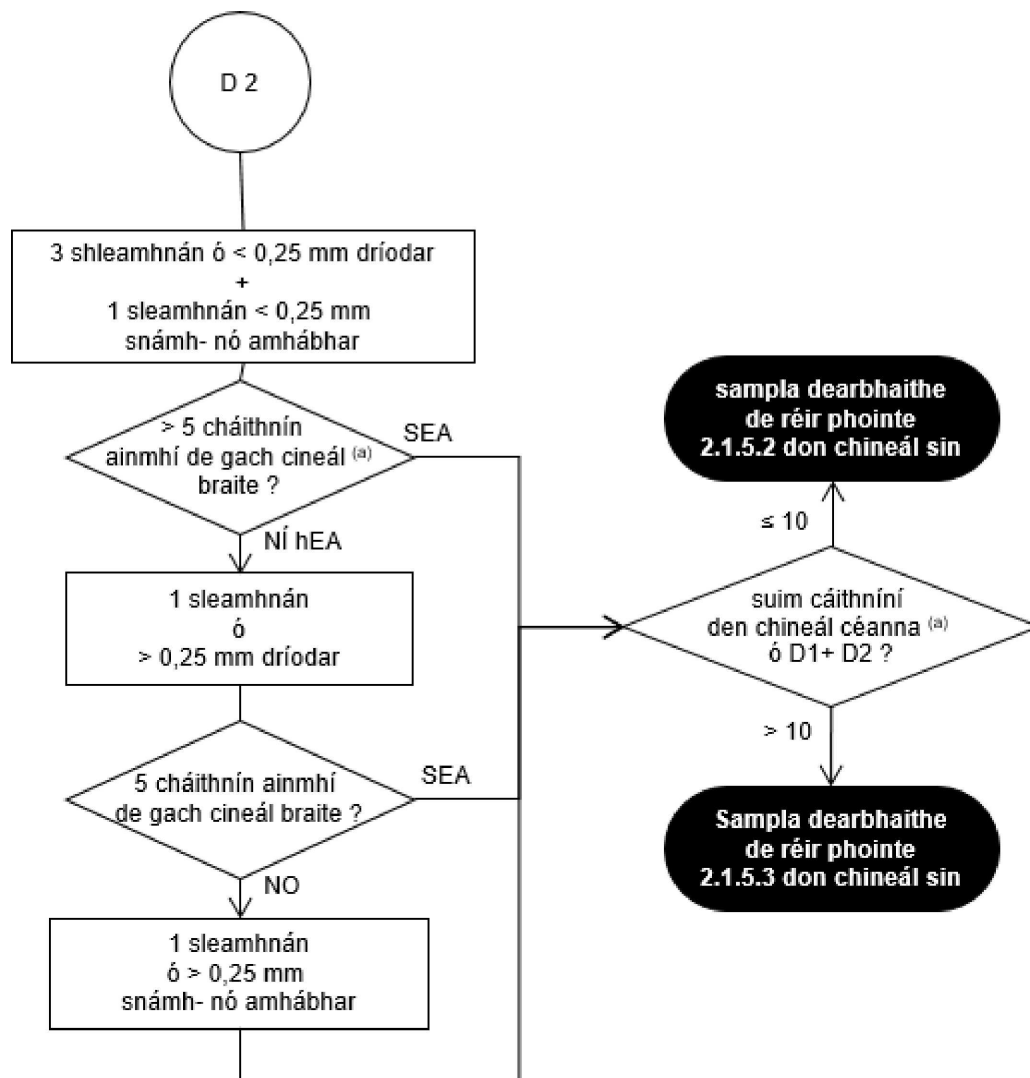 D 2
3 shleamhnán ó < 0,25 mm dríodar
+
1 sleamhnán < 0,25 mm
snámh- nó amhábhar
> 5 cháithnín
ainmhí de gach cineál (a)
braite ?
SEA
NÍ hEA
1 sleamhnán
ó
> 0,25 mm dríodar
5 cháithnín ainmhí
de gach cineál braite ?
SEA
NO
1 sleamhnán
ó > 0,25 mm
snámh- nó amhábhar
sampla dearbhaithe
de réir phointe
2.1.5.2 don chineál sin
≤ 10
suim cáithníní
den chineál céanna (a)
ó D1+ D2 ?
> 10
Sampla dearbhaithe
de réir phointe
2.1.5.3 don chineál sin